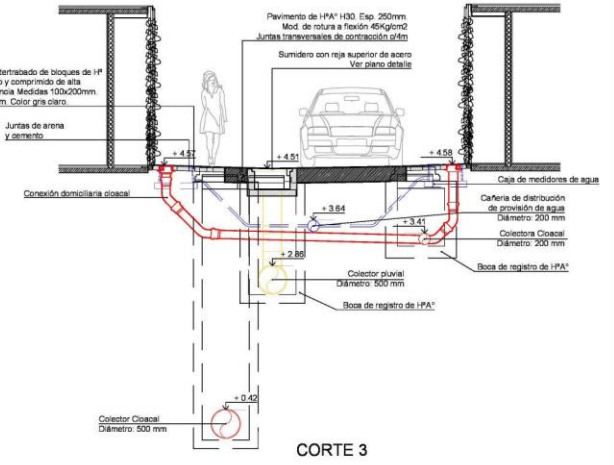 Pavimento de HºAº H30. Esp. 250mm.
Mod. de rotura a flexión 45Kg/cm2
Juntas transversales de contracción c/4m
Sumidero con reja superior de acero
Ver plano detalle
tertrabado de bloques de Hº
o y comprimido de alta
ncia Medidas 100x200mm.
m. Color gris claro.
Juntas de arena
y cemento
+ 4.57
+ 4.51
+ 4.58
Conexión domiciliaria cloacal
Caja de medidores de agua
+ 3.64
Cañería de distribución
de provisión de agua
Diámetro: 200 mm
+ 3.41
Colectora Cloacal
Diámetro: 200 mm
+ 2.86
Boca de registro de HºAº
Colector pluvial
Diámetro: 500 mm
Boca de registro de HºAº
+ 0.42
Colector Cloacal
Diámetro: 500 mm
CORTE 3